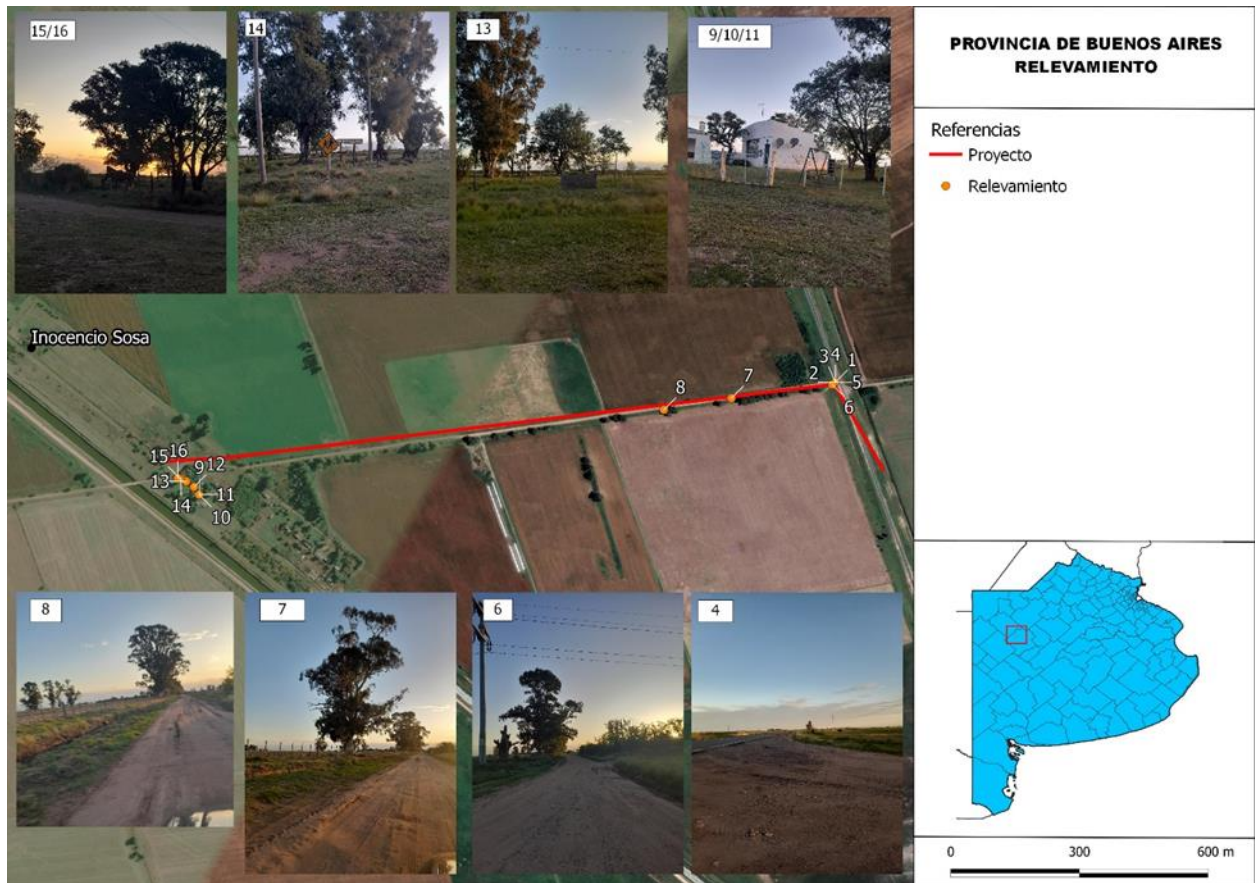 15/16
14
13
9/10/11
PROVINCIA DE BUENOS AIRES
RELEVAMIENTO
Referencias
Proyecto
Relevamiento
Inocencio Sosa
3 4 1
2 5
6
7
8
15 16
9 12
13 11
14 10
8
7
6
4
0 300 600 m